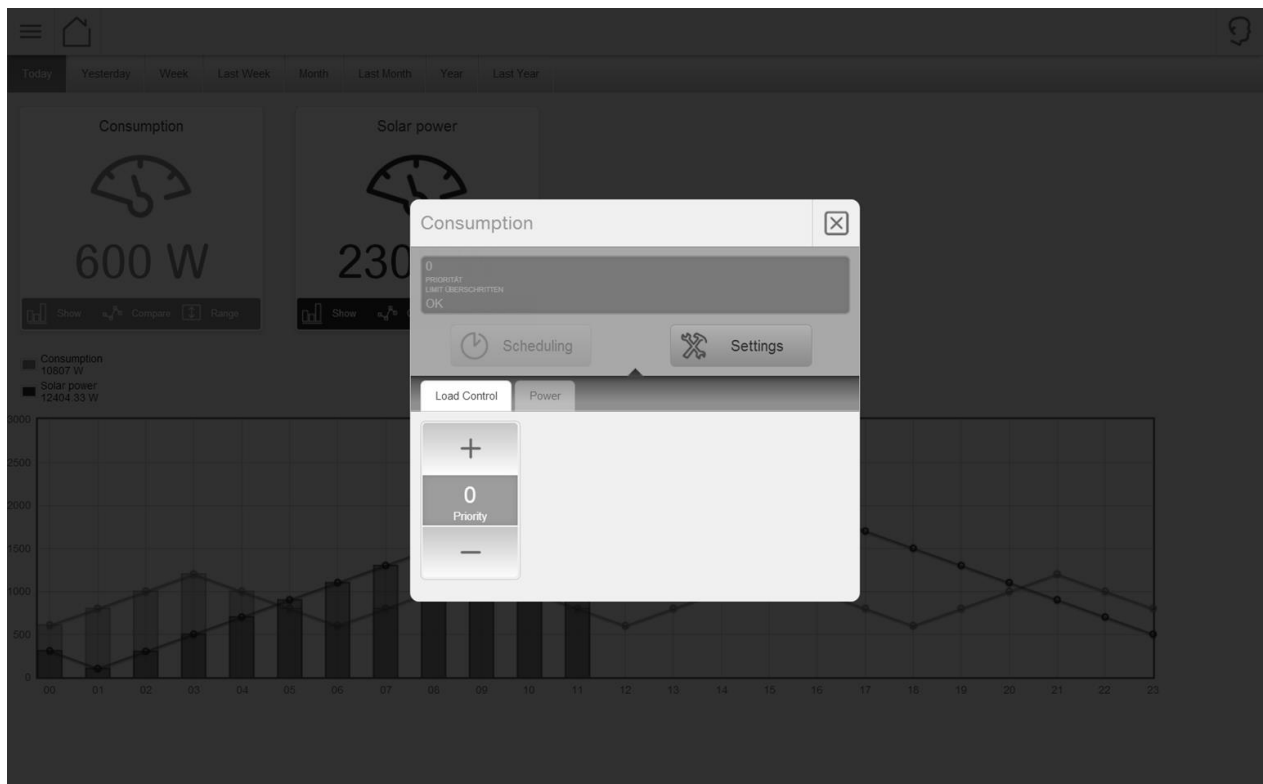 Today Yesterday Week Last Week Month Last Month Year Last Year
Consumption
600 W
Show Compare Range
Solar power
230
Show
Consumption
0
PRIORITÄT
LIMIT ÜBERSCHRITTEN
OK
Scheduling Settings
Load Control Power
+
0
Priority
−
Consumption
10807 W
Solar power
12404.33 W
3000
2500
2000
1500
1000
500
0
00 01 02 03 04 05 06 07 08 09 10 11 12 13 14 15 16 17 18 19 20 21 22 23